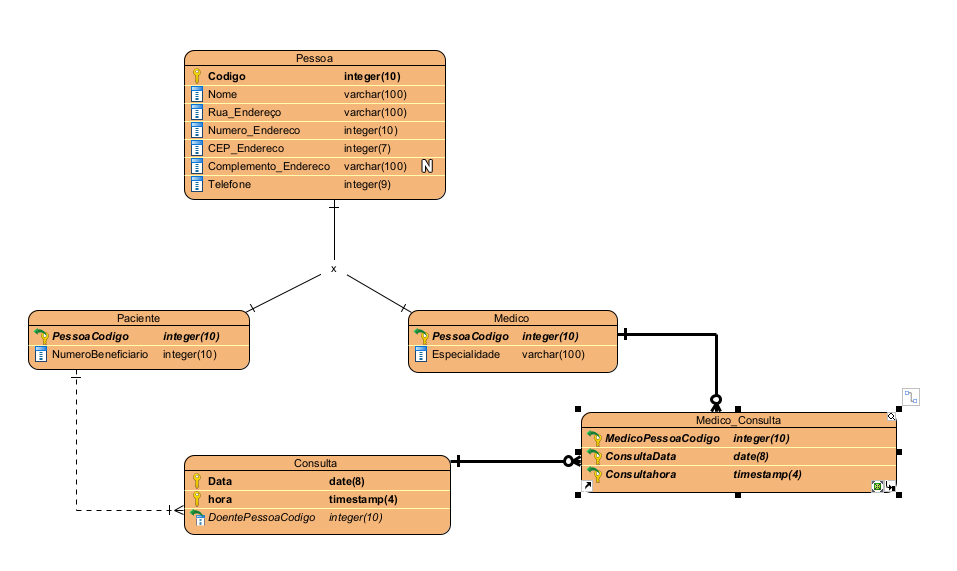 Pessoa
Codigo integer(10)
Nome varchar(100)
Rua_Endereço varchar(100)
Numero_Endereco integer(10)
CEP_Endereco integer(7)
Complemento_Endereco varchar(100) N
Telefone integer(9)
x
Paciente
PessoaCodigo integer(10)
NumeroBeneficiario integer(10)
Medico
PessoaCodigo integer(10)
Especialidade varchar(100)
Medico_Consulta
MedicoPessoaCodigo integer(10)
ConsultaData date(8)
Consultahora timestamp(4)
Consulta
Data date(8)
hora timestamp(4)
DoentePessoaCodigo integer(10)